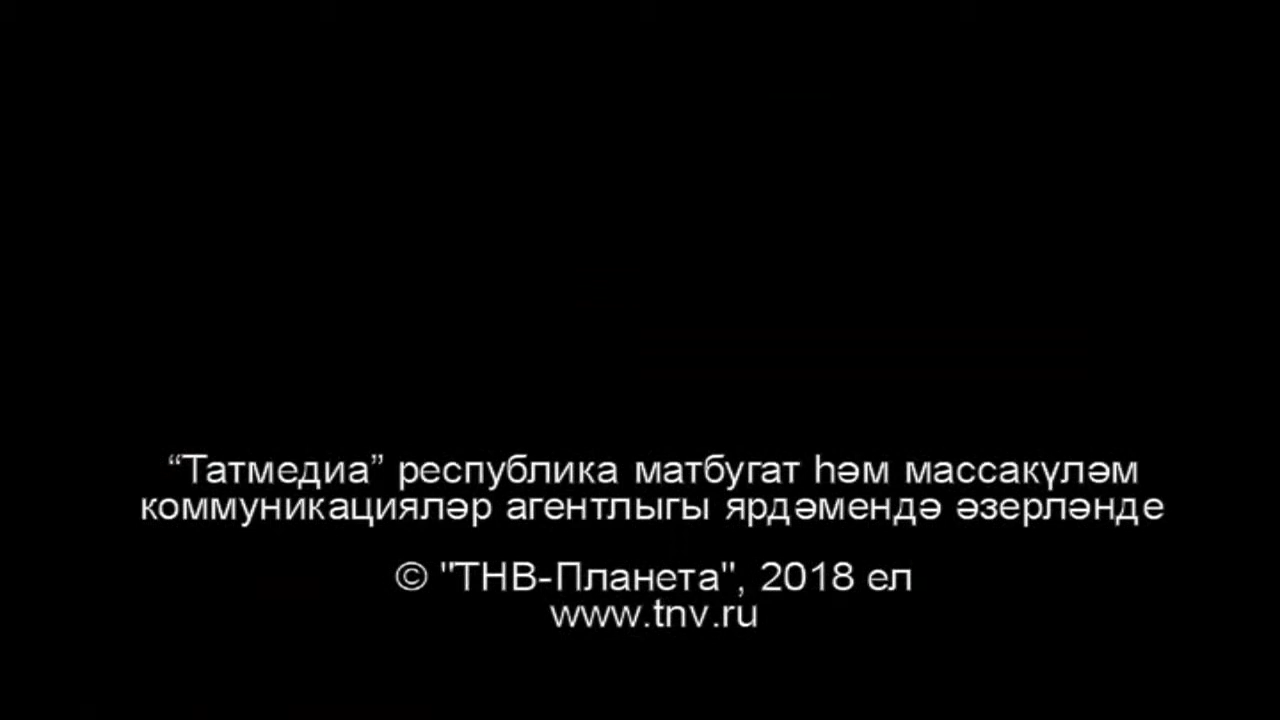 “Татмедиа” республика матбугат һәм массакүләм
коммуникацияләр агентлыгы ярдәмендә әзерләнде
© "ТНВ-Планета", 2018 ел
www.tnv.ru